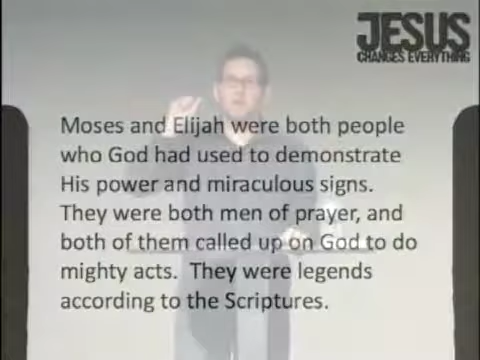 JESUS
CHANGES EVERYTHING
Moses and Elijah were both people
who God had used to demonstrate
His power and miraculous signs.
They were both men of prayer, and
both of them called up on God to do
mighty acts.  They were legends
according to the Scriptures.